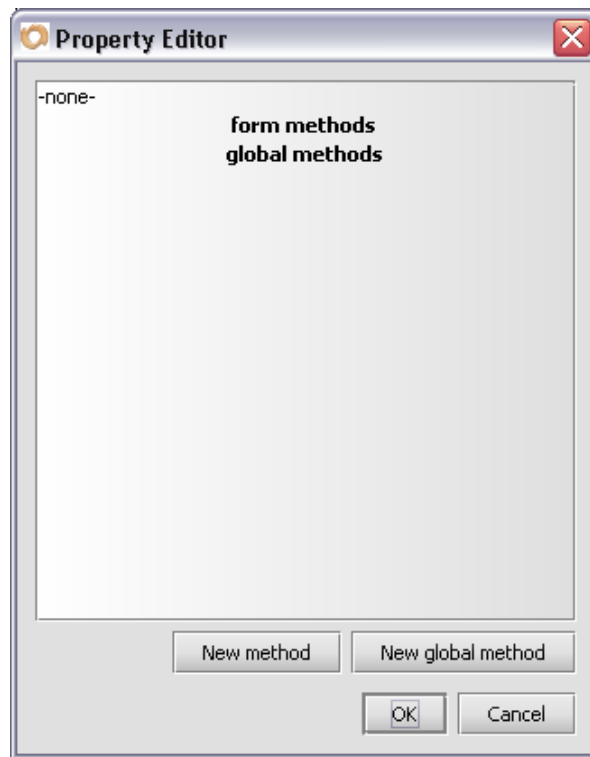 Property Editor
-none-
form methods
global methods
New method New global method
OK Cancel